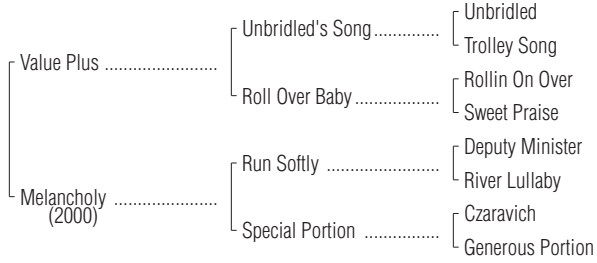 Unbridled
Unbridled's Song ..............
Trolley Song
Value Plus ........................
Rollin On Over
Roll Over Baby ..................
Sweet Praise
Deputy Minister
Run Softly ........................
River Lullaby
Melancholy ......................
(2000)
Czaravich
Special Portion ................
Generous Portion